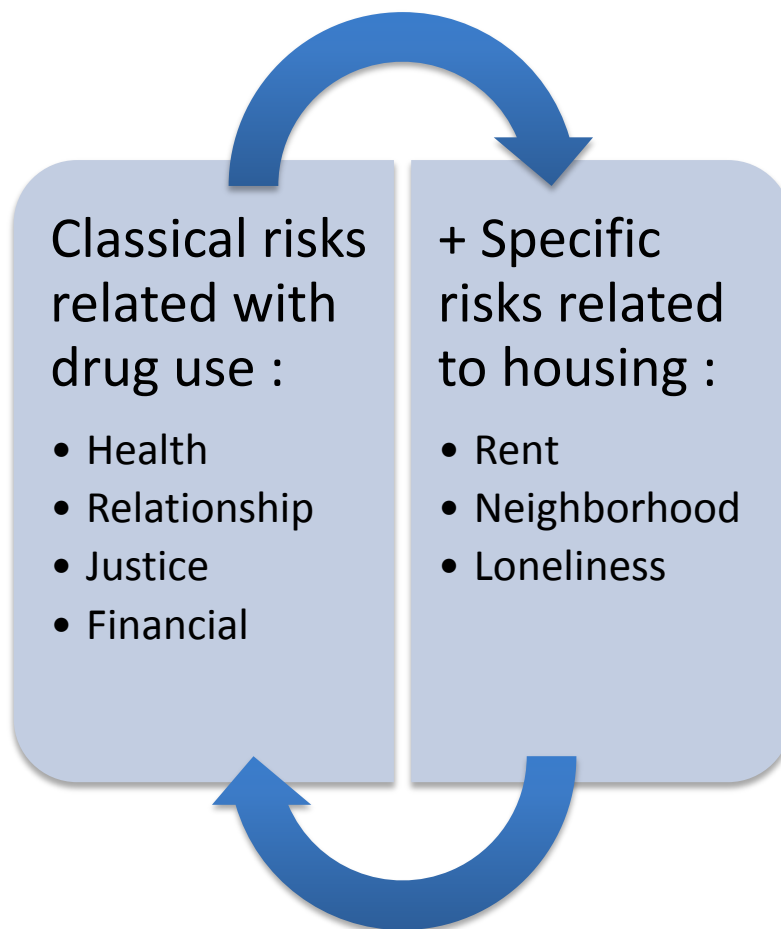 Classical risks
related with
drug use :
• Health
• Relationship
• Justice
• Financial
+ Specific
risks related
to housing :
• Rent
• Neighborhood
• Loneliness